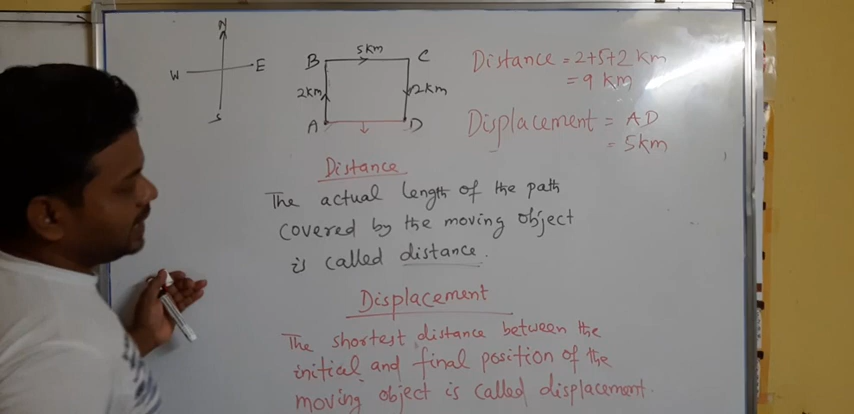 N
W E
S
B 5km C
2km 2km
A D
Distance = 2+5+2 Km
= 9 Km
Displacement = AD
= 5km
Distance
The actual length of the path
covered by the moving object
is called distance.
Displacement
The shortest distance between the
initial and final position of the
moving object is called displacement.